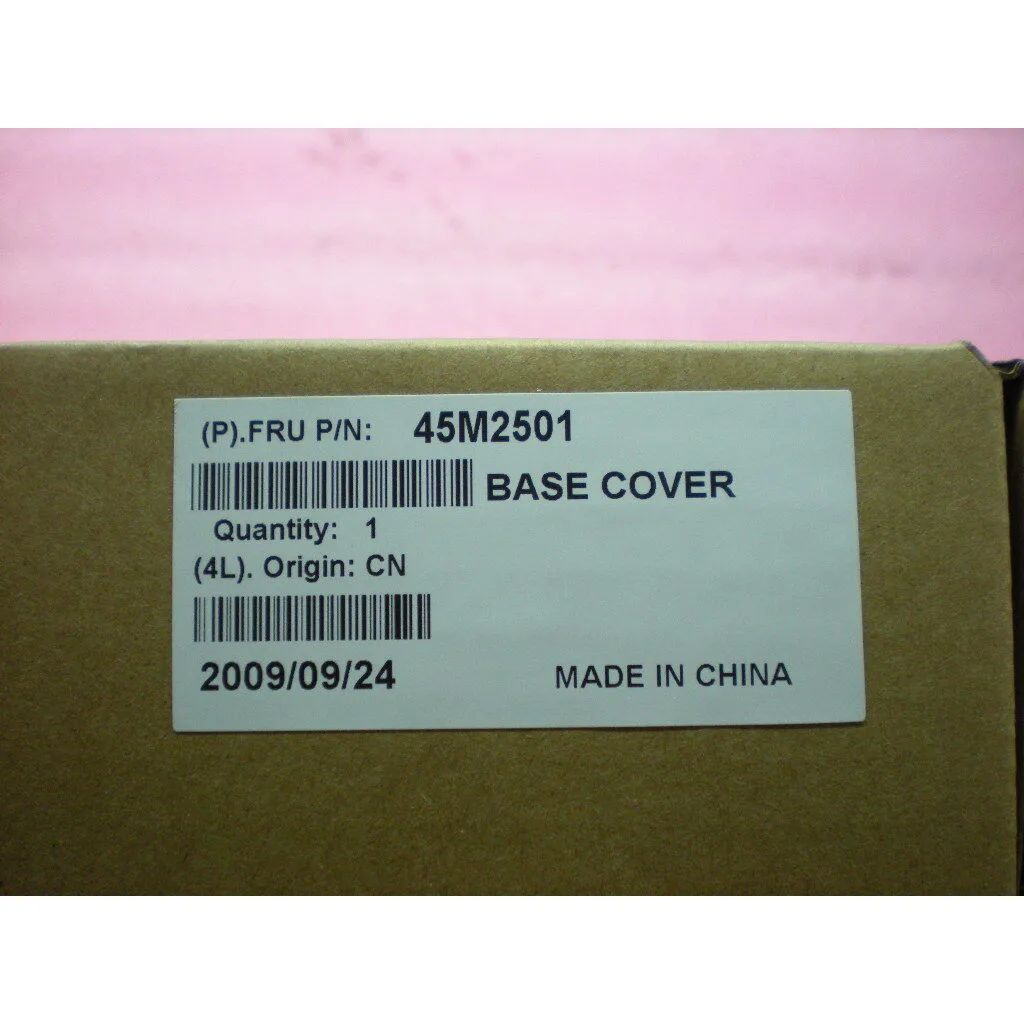 (P).FRU P/N: 45M2501
BASE COVER
Quantity: 1
(4L). Origin: CN
2009/09/24 MADE IN CHINA